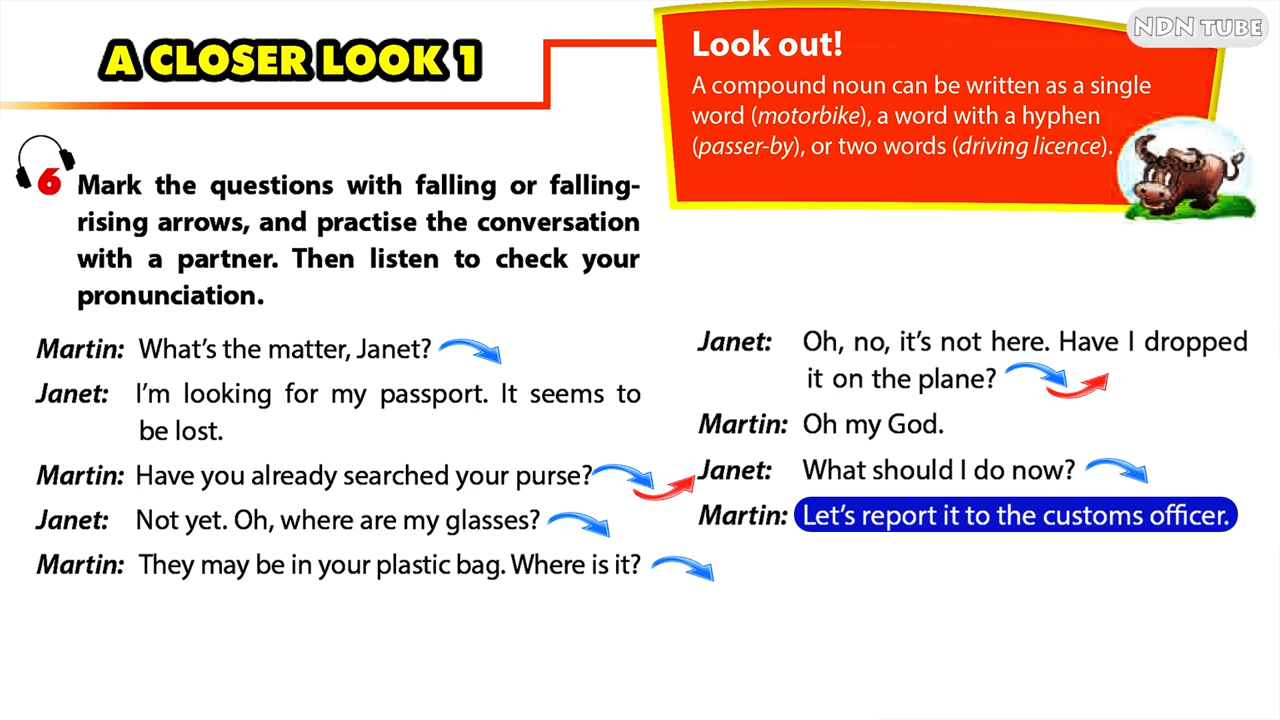 NDN TUBE
A CLOSER LOOK 1
Look out!
A compound noun can be written as a single
word (motorbike), a word with a hyphen
(passer-by), or two words (driving licence).
6 Mark the questions with falling or falling-
rising arrows, and practise the conversation
with a partner. Then listen to check your
pronunciation.
Martin: What's the matter, Janet?
Janet: I'm looking for my passport. It seems to
be lost.
Martin: Have you already searched your purse?
Janet: Not yet. Oh, where are my glasses?
Martin: They may be in your plastic bag. Where is it?
Janet: Oh, no, it's not here. Have I dropped
it on the plane?
Martin: Oh my God.
Janet: What should I do now?
Martin: Let's report it to the customs officer.